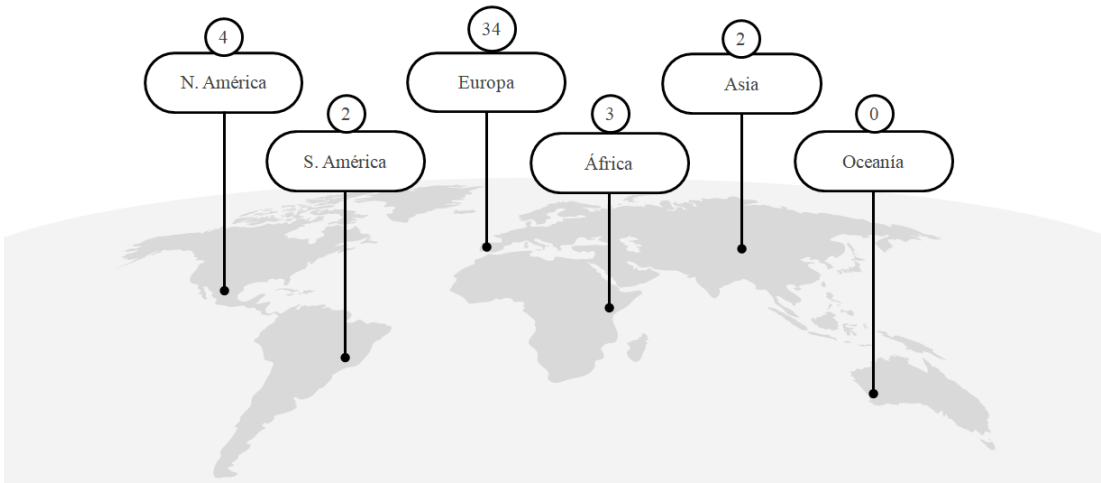 4
N. América
2
S. América
34
Europa
3
África
2
Asia
0
Oceanía